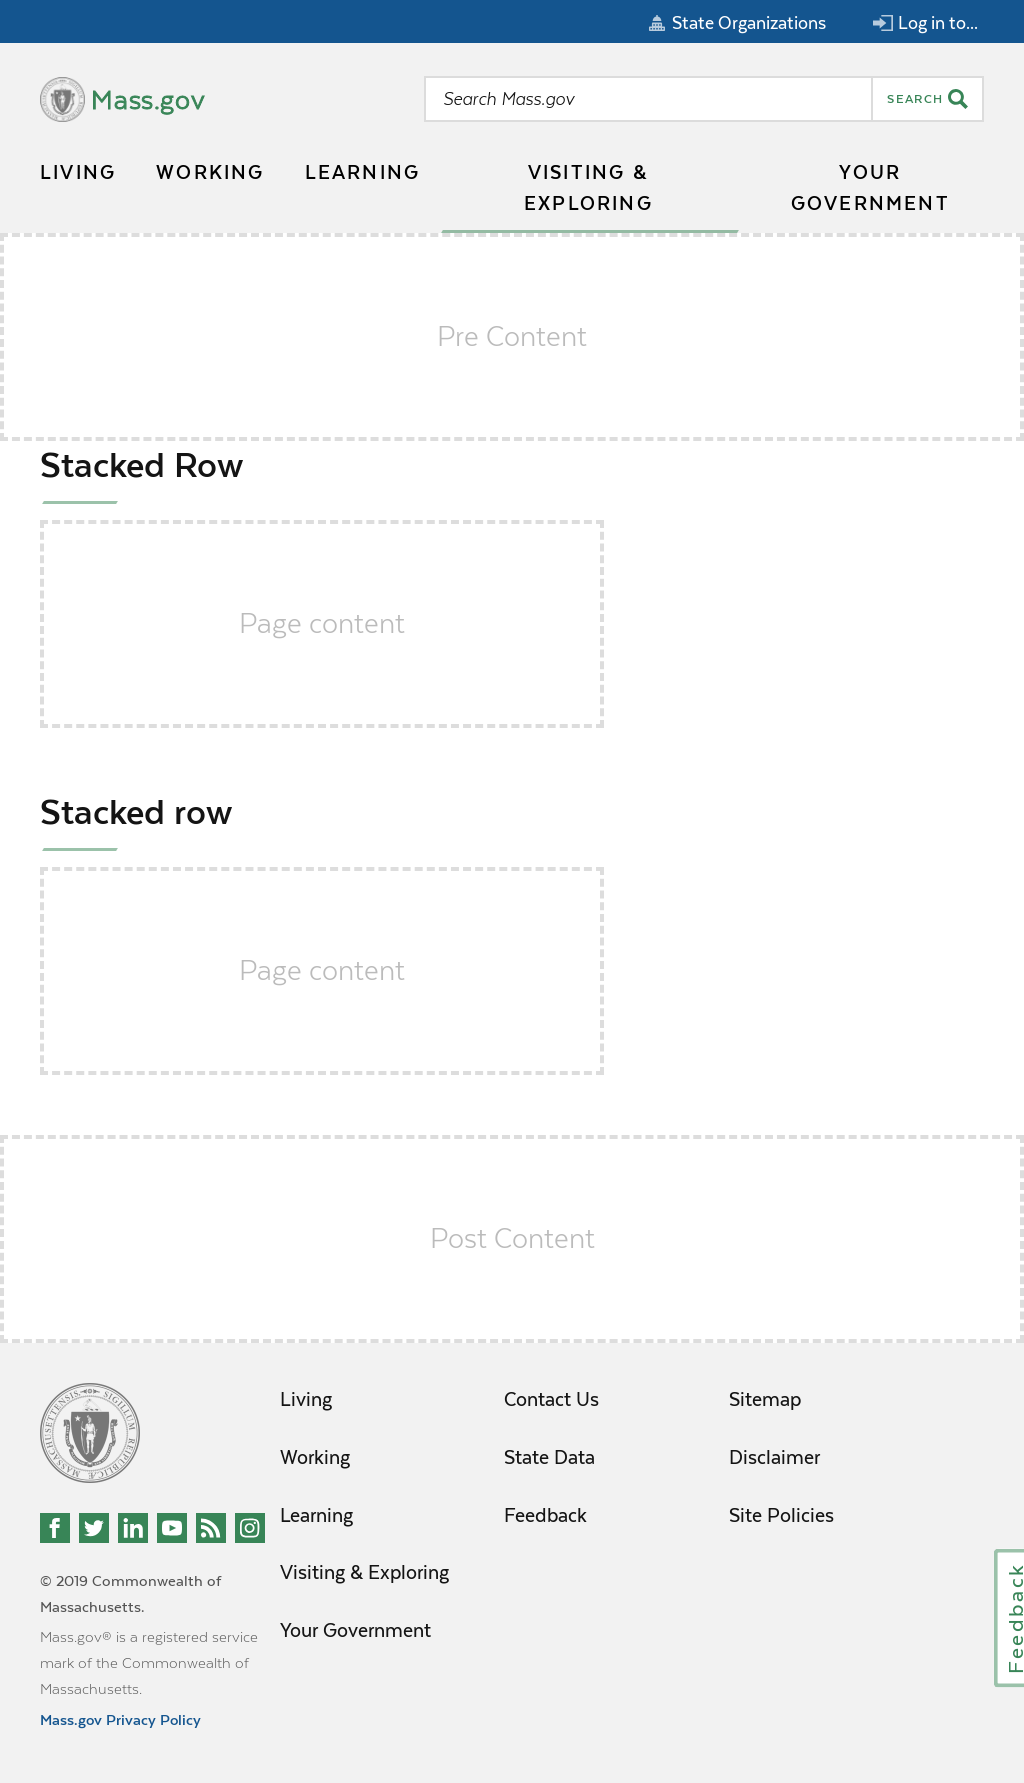 State Organizations
Log in to...
Mass.gov
Search Mass.gov
SEARCH
LIVING
WORKING
LEARNING
VISITING &
EXPLORING
YOUR
GOVERNMENT
Pre Content
Stacked Row
Page content
Stacked row
Page content
Post Content
Living
Working
Learning
Visiting & Exploring
Your Government
Contact Us
State Data
Feedback
Sitemap
Disclaimer
Site Policies
© 2019 Commonwealth of
Massachusetts.
Mass.gov® is a registered service
mark of the Commonwealth of
Massachusetts.
Mass.gov Privacy Policy
Feedback